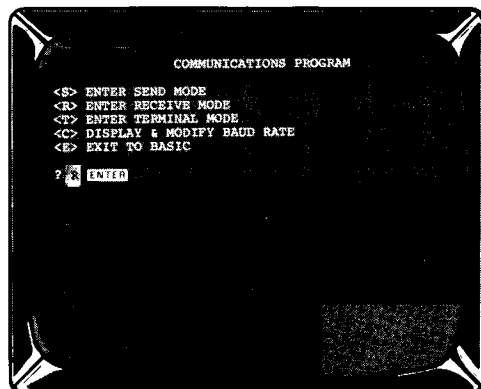 COMMUNICATIONS PROGRAM
<S> ENTER SEND MODE
<R> ENTER RECEIVE MODE
<T> ENTER TERMINAL MODE
<C> DISPLAY & MODIFY BAUD RATE
<E> EXIT TO BASIC
? R ENTER